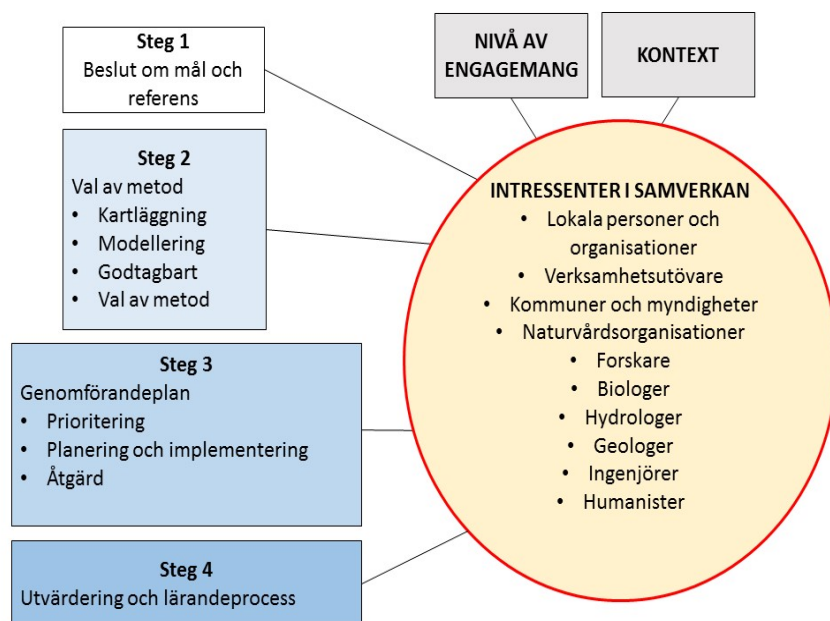 Steg 1
Beslut om mål och
referens
NIVÅ AV
ENGAGEMANG
KONTEXT
Steg 2
Val av metod
• Kartläggning
• Modellering
• Godtagbart
• Val av metod
Steg 3
Genomförandeplan
• Prioritering
• Planering och implementering
• Åtgärd
Steg 4
Utvärdering och lärandeprocess
INTRESSENTER I SAMVERKAN
• Lokala personer och
organisationer
• Verksamhetsutövare
• Kommuner och myndigheter
• Naturvårdsorganisationer
• Forskare
• Biologer
• Hydrologer
• Geologer
• Ingenjörer
• Humanister